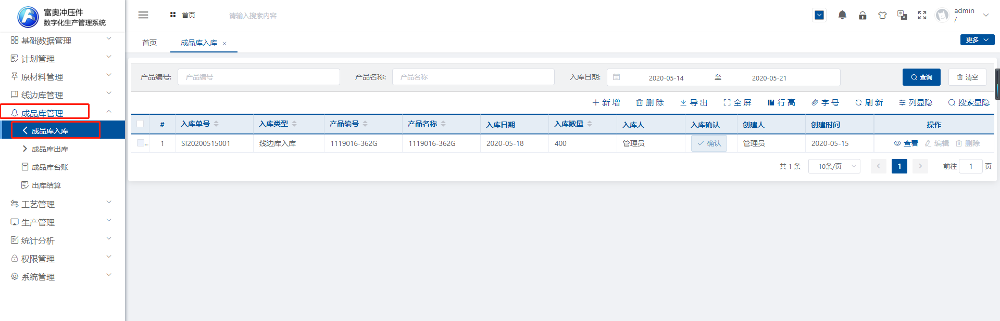 富奥冲压件
数字化生产管理系统
首页
请输入搜索内容
admin
/
基础数据管理
计划管理
原材料管理
线边库管理
成品库管理
成品库入库
成品库出库
成品库台账
出库结算
工艺管理
生产管理
统计分析
权限管理
系统管理
首页 成品库入库 ×
更多
产品编号: 产品编号 产品名称: 产品名称 入库日期: 2020-05-14 至 2020-05-21 查询 清空
新增 删除 导出 全屏 行高 字号 刷新 列显隐 搜索显隐
# 入库单号 入库类型 产品编号 产品名称 入库日期 入库数量 入库人 入库确认 创建人 创建时间 操作
.. 1 SI20200515001 线边库入库 1119016-362G 1119016-362G 2020-05-18 400 管理员 确认 管理员 2020-05-15 查看 编辑 删除
共 1 条 10条/页 1 前往 1 页